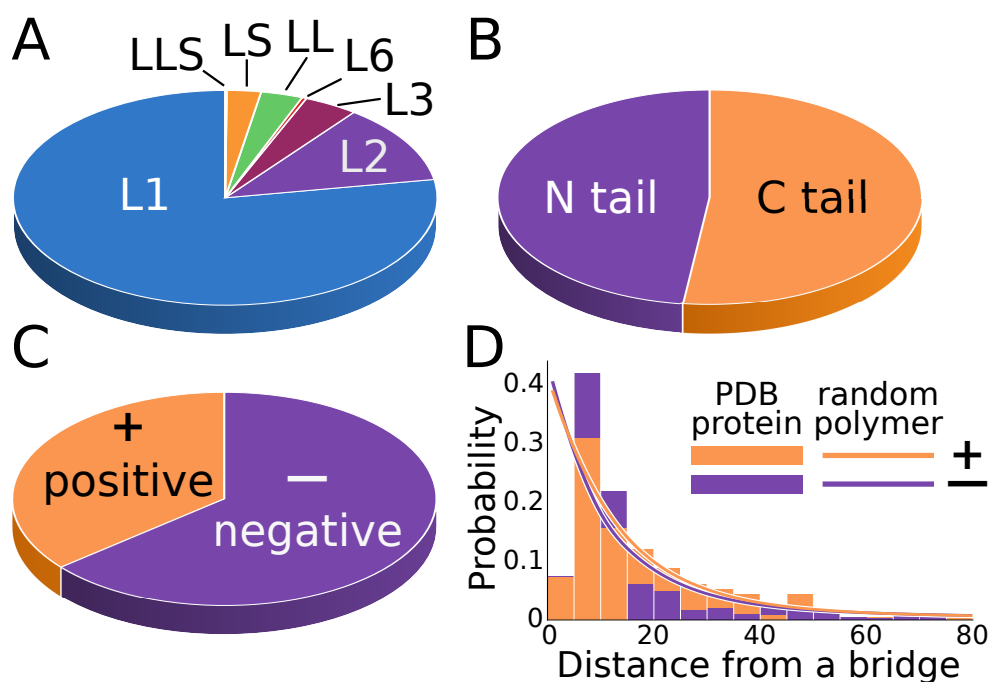 A
LLS
LS
LL
L6
L3
L2
L1
B
N tail
C tail
C
+
positive
−
negative
D
PDB
protein
random
polymer
+
−
Probability
0.4
0.3
0.2
0.1
0
0 20 40 60 80
Distance from a bridge